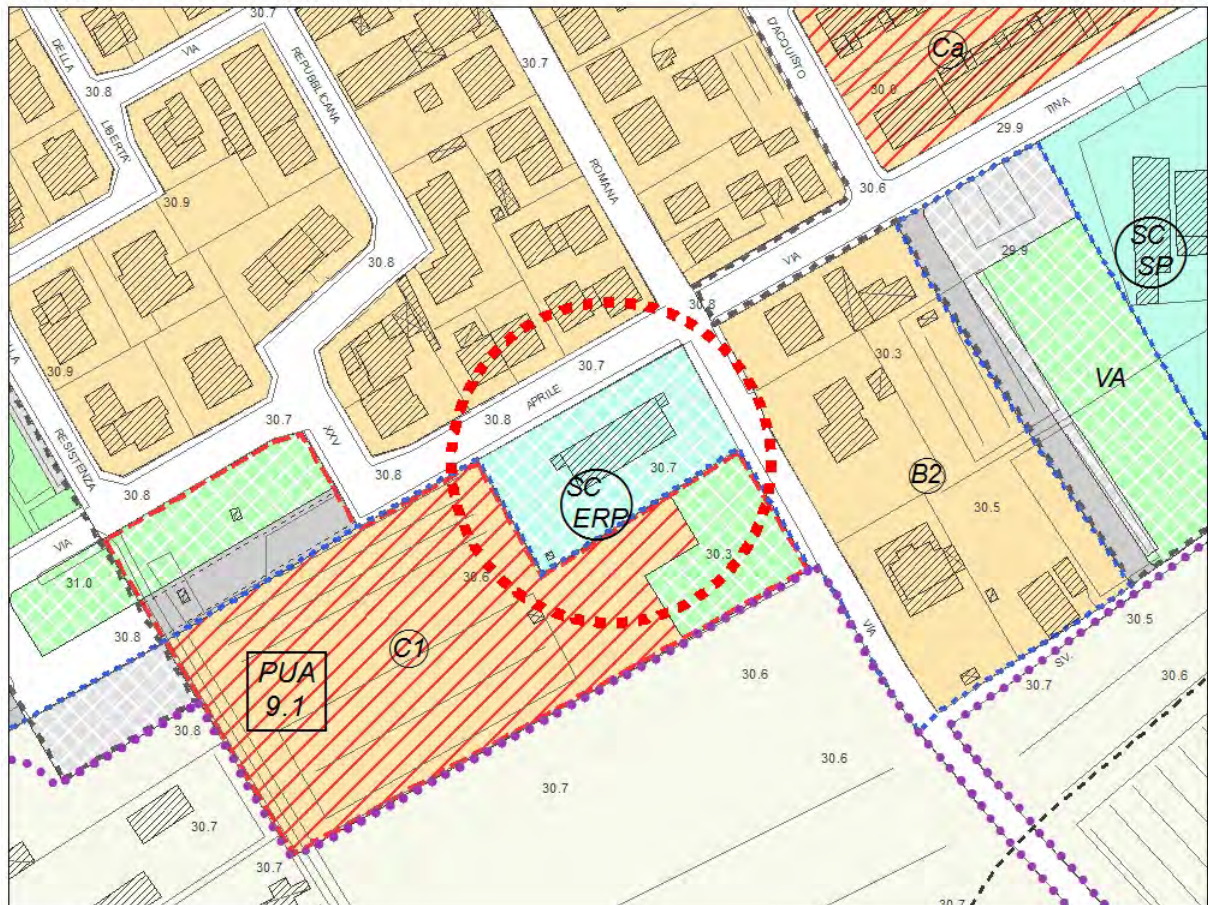 30.8
VIA
DELLA
LIBERTA'
30.7
REPUBBLICANA
30.7
D'ACQUISTO
Ca
30.0
29.9
TINA
30.9
ROMANA
30.6
SC
SP
29.9
30.8
VIA
30.8
30.3
VA
LLA
30.9
30.7
APRILE
30.8
30.7
XXV
RESISTENZA
30.8
30.8
30.7
SC
ERP
B2
30.5
VIA
31.0
30.6
30.3
30.8
C1
PUA
9.1
VIA
30.5
SV.
30.7
30.6
30.6
30.8
30.6
30.7
30.7
30.7
30.7